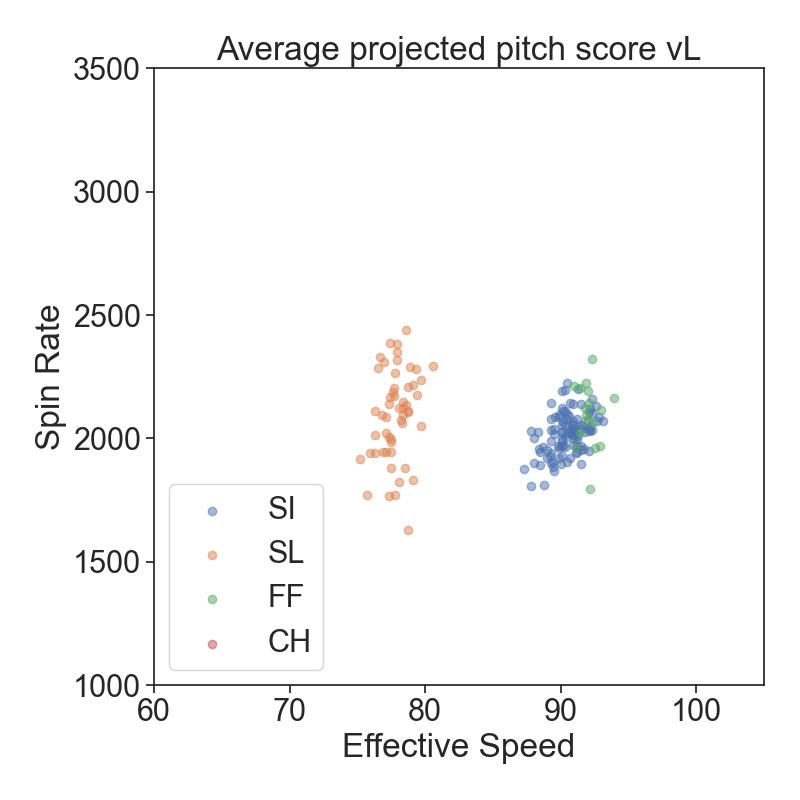 Average projected pitch score vL
3500
3000
2500
2000
1500
1000
Spin Rate
SI
SL
FF
CH
60 70 80 90 100
Effective Speed